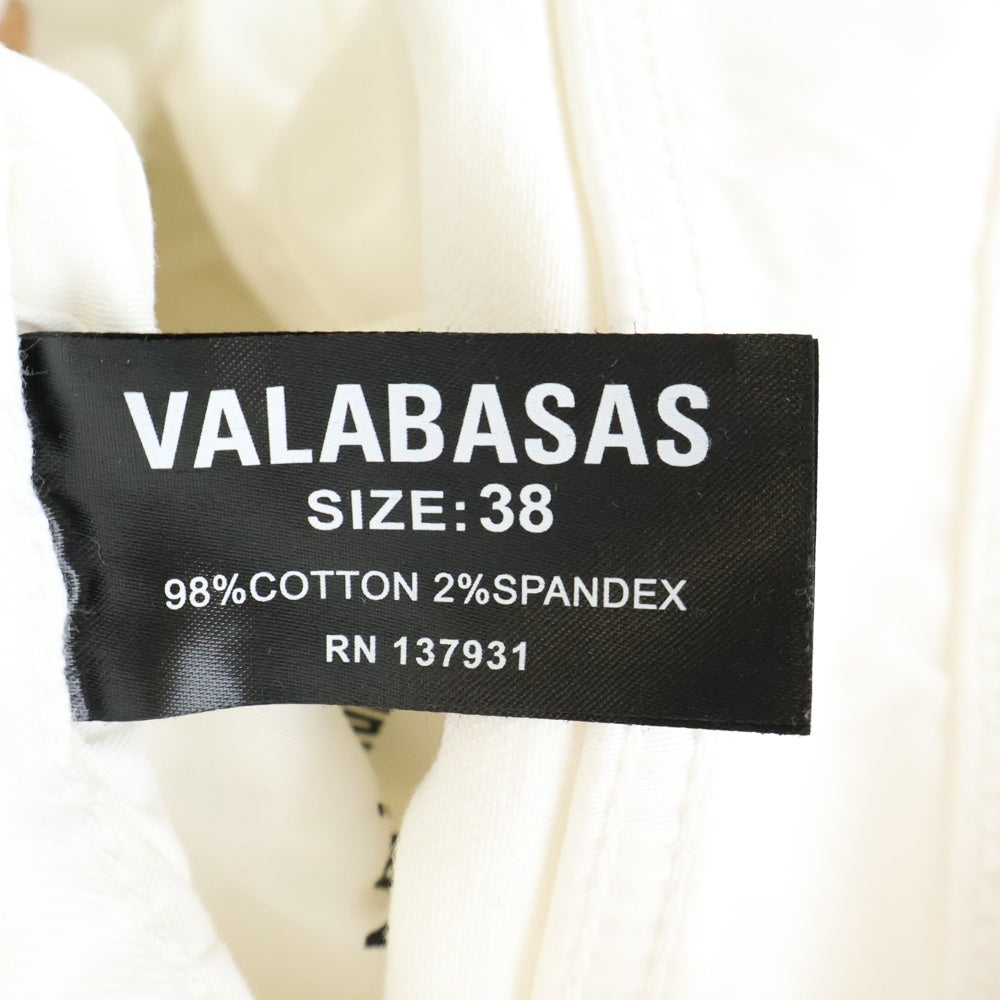 VALABASAS
SIZE: 38
98%COTTON 2%SPANDEX
RN 137931